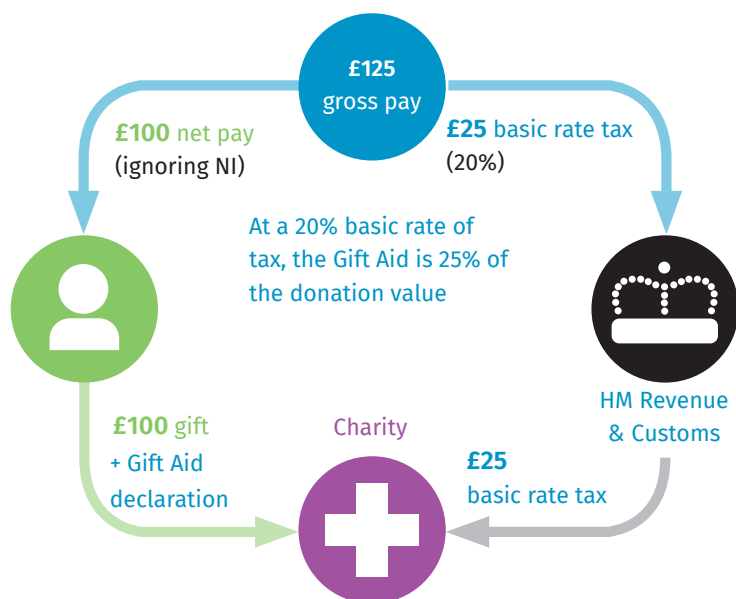 £125
gross pay
£100 net pay
(ignoring NI)
£25 basic rate tax
(20%)
At a 20% basic rate of
tax, the Gift Aid is 25% of
the donation value
HM Revenue
& Customs
£100 gift
+ Gift Aid
declaration
Charity
£25
basic rate tax